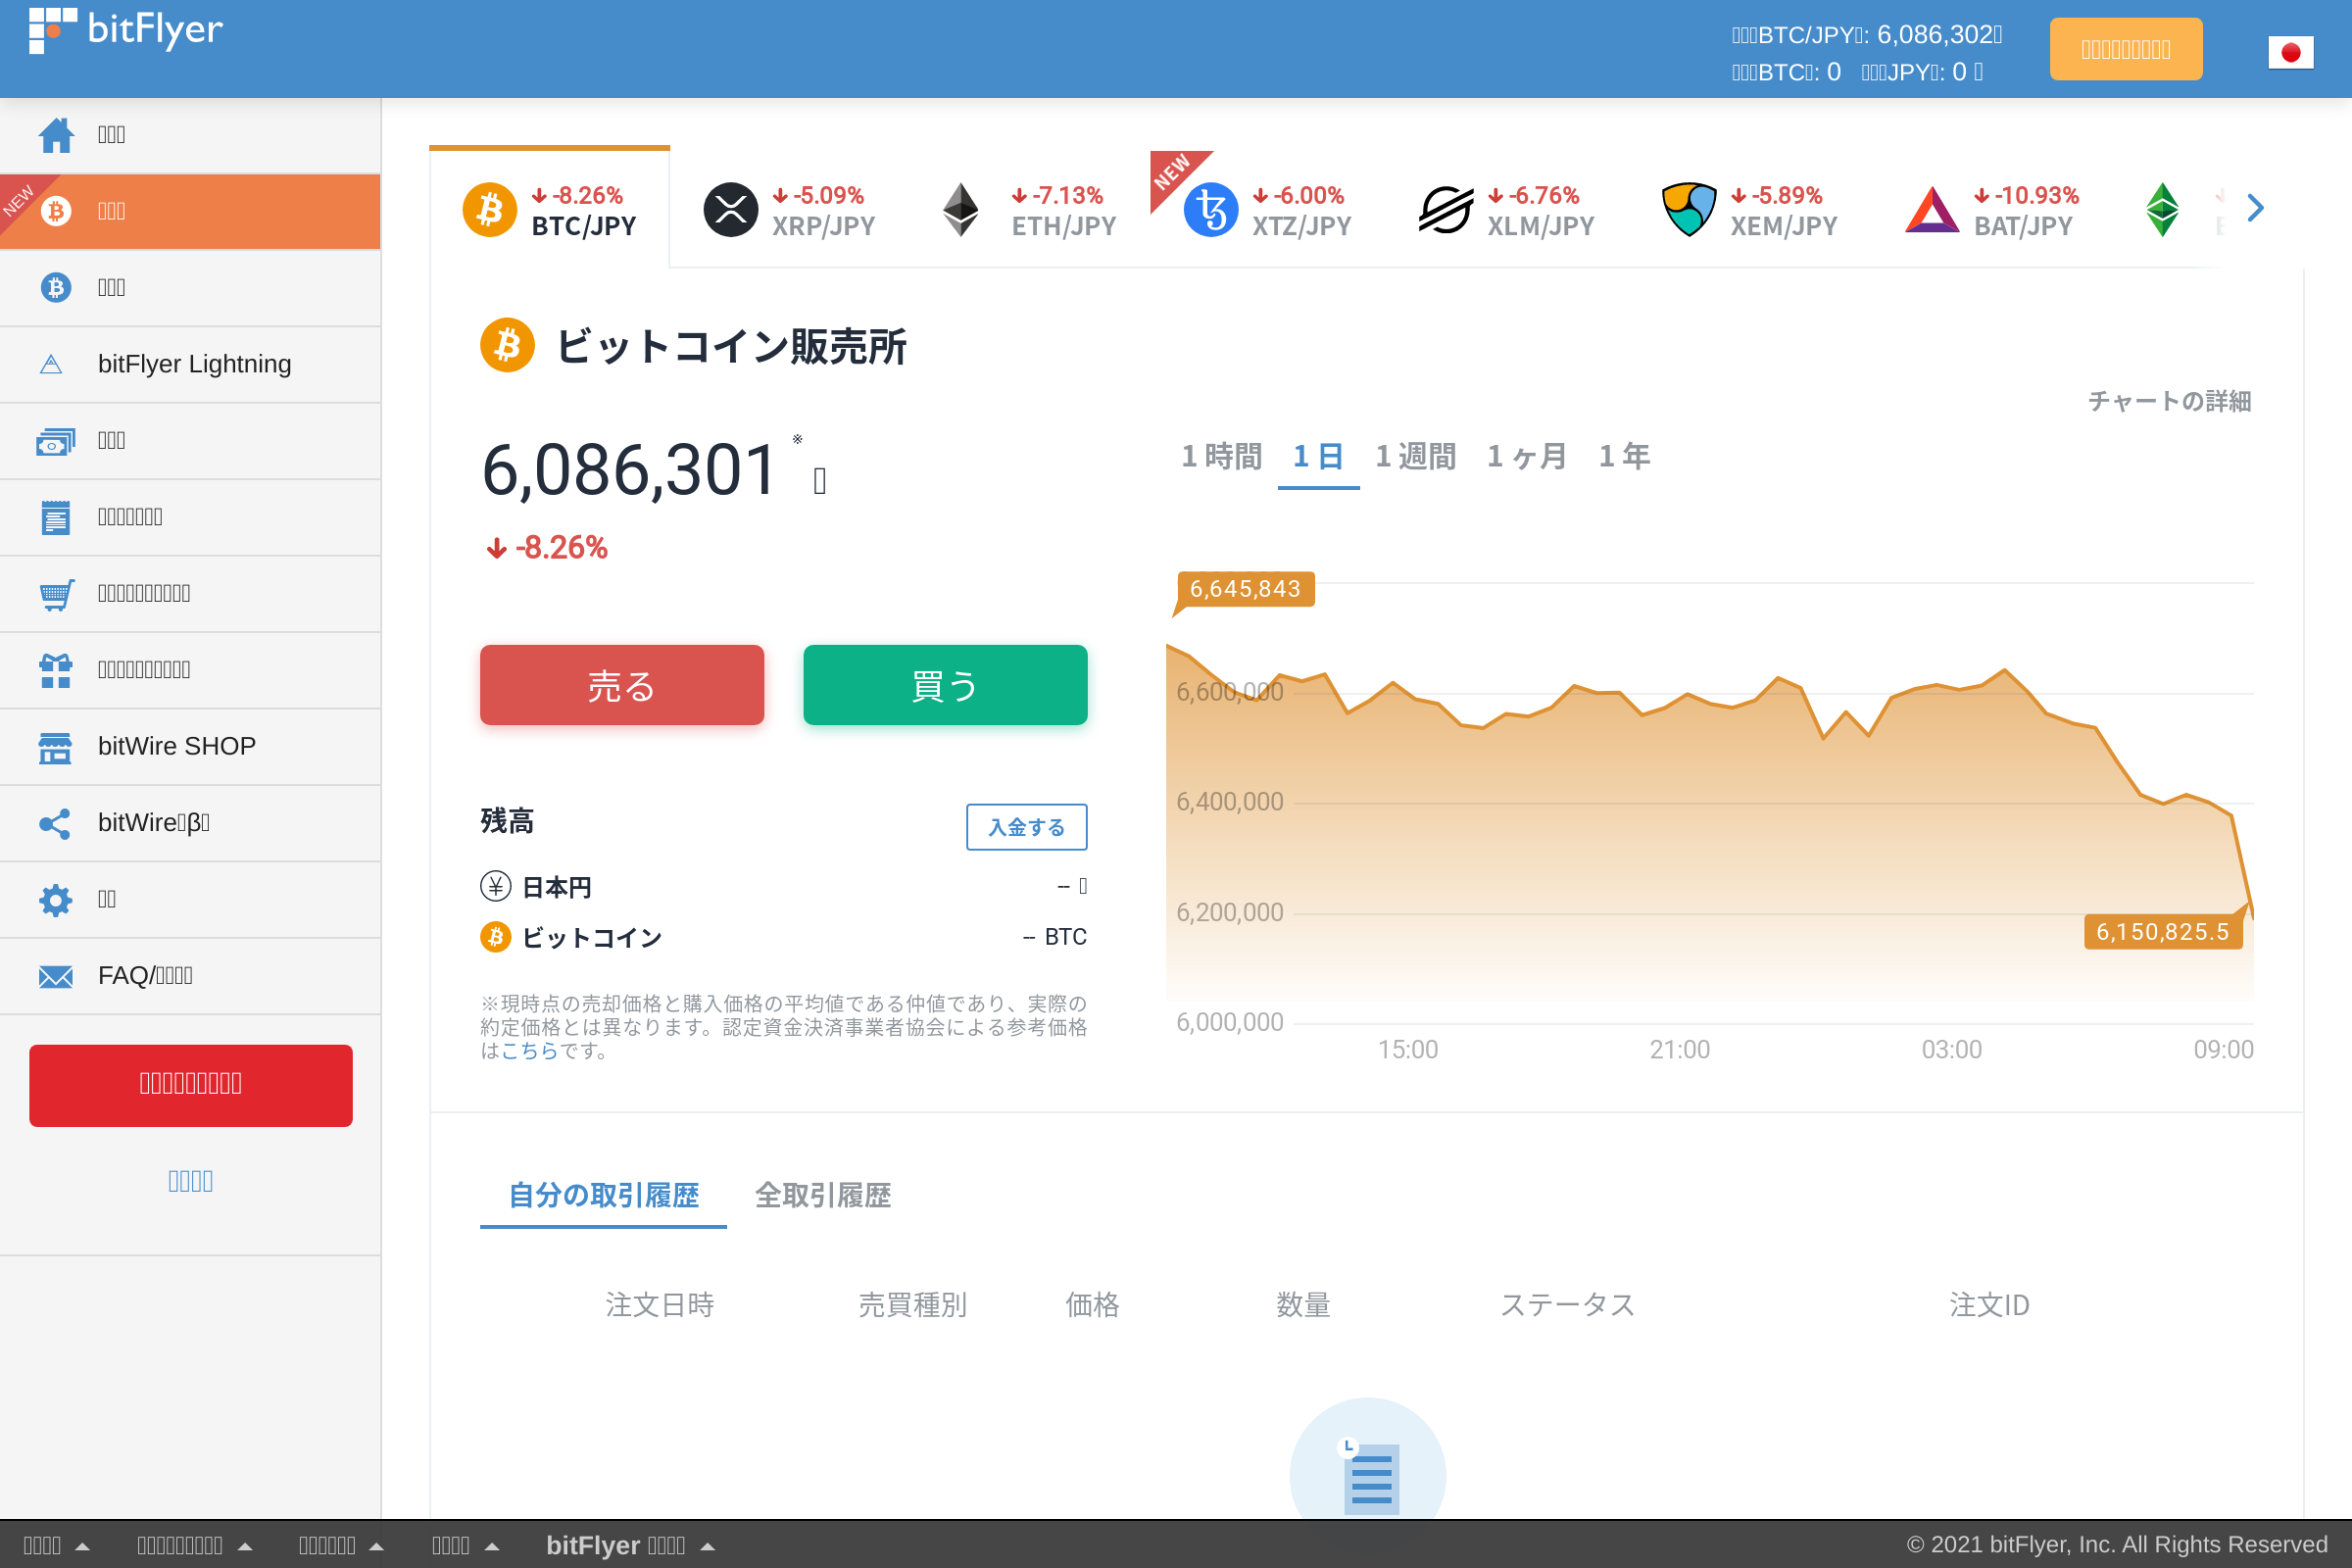 bitFlyer
BTC/JPY: 6,086,302
BTC: 0 JPY: 0
NEW
bitFlyer Lightning
bitWire SHOP
bitWire β
FAQ/
-8.26%
BTC/JPY
-5.09%
XRP/JPY
-7.13%
ETH/JPY
NEW
-6.00%
XTZ/JPY
-6.76%
XLM/JPY
-5.89%
XEM/JPY
-10.93%
BAT/JPY
ビットコイン販売所
チャートの詳細
6,086,301 ※
-8.26%
1 時間 1 日 1 週間 1 ヶ月 1 年
売る 買う
残高 入金する
日本円 --
ビットコイン -- BTC
※現時点の売却価格と購入価格の平均値である仲値であり、実際の
約定価格とは異なります。認定資金決済事業者協会による参考価格
はこちらです。
6,645,843
6,600,000
6,400,000
6,200,000
6,150,825.5
6,000,000
15:00 21:00 03:00 09:00
自分の取引履歴 全取引履歴
注文日時 売買種別 価格 数量 ステータス 注文ID
bitFlyer
© 2021 bitFlyer, Inc. All Rights Reserved